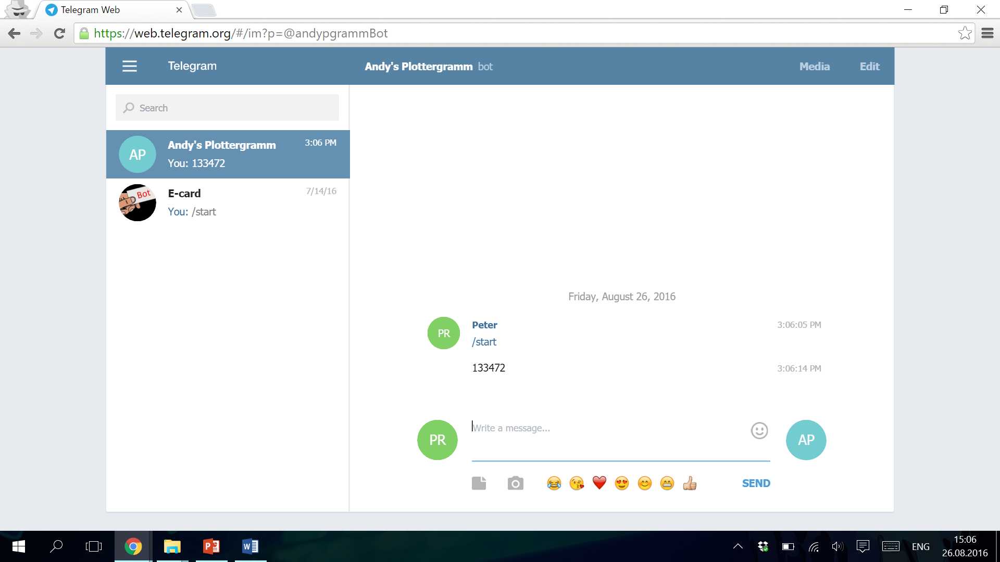 Telegram Web
https://web.telegram.org/#/im?p=@andypgrammBot
Telegram
Andy's Plottergramm bot
Media
Edit
Search
AP
Andy's Plottergramm
3:06 PM
You: 133472
Bot
E-card
7/14/16
You: /start
Friday, August 26, 2016
PR
Peter
3:06:05 PM
/start
133472
3:06:14 PM
PR
Write a message...
AP
SEND
ENG
15:06
26.08.2016